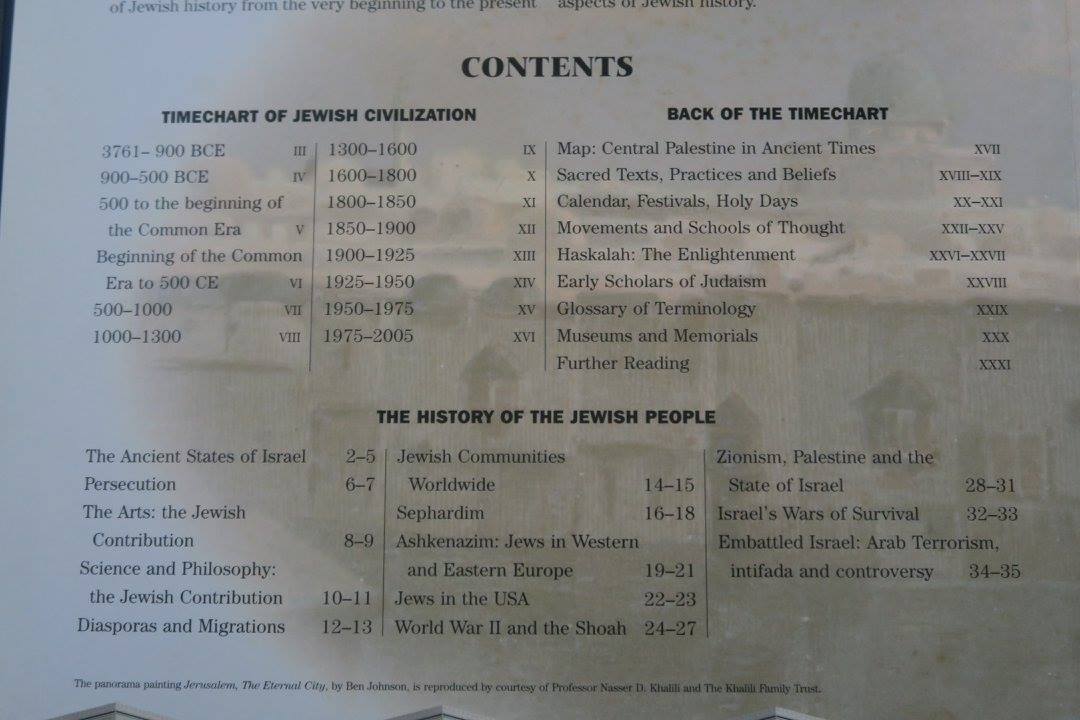 of Jewish history from the very beginning to the present
aspects of Jewish history.
CONTENTS
TIMECHART OF JEWISH CIVILIZATION
3761– 900 BCE III
900–500 BCE IV
500 to the beginning of
the Common Era V
Beginning of the Common
Era to 500 CE VI
500–1000 VII
1000–1300 VIII
1300–1600 IX
1600–1800 X
1800–1850 XI
1850–1900 XII
1900–1925 XIII
1925–1950 XIV
1950–1975 XV
1975–2005 XVI
BACK OF THE TIMECHART
Map: Central Palestine in Ancient Times XVII
Sacred Texts, Practices and Beliefs XVIII–XIX
Calendar, Festivals, Holy Days XX–XXI
Movements and Schools of Thought XXII–XXV
Haskalah: The Enlightenment XXVI–XXVII
Early Scholars of Judaism XXVIII
Glossary of Terminology XXIX
Museums and Memorials XXX
Further Reading XXXI
THE HISTORY OF THE JEWISH PEOPLE
The Ancient States of Israel 2–5
Persecution 6–7
The Arts: the Jewish
Contribution 8–9
Science and Philosophy:
the Jewish Contribution 10–11
Diasporas and Migrations 12–13
Jewish Communities
Worldwide 14–15
Sephardim 16–18
Ashkenazim: Jews in Western
and Eastern Europe 19–21
Jews in the USA 22–23
World War II and the Shoah 24–27
Zionism, Palestine and the
State of Israel 28–31
Israel's Wars of Survival 32–33
Embattled Israel: Arab Terrorism,
intifada and controversy 34–35
The panorama painting Jerusalem, The Eternal City, by Ben Johnson, is reproduced by courtesy of Professor Nasser D. Khalili and The Khalili Family Trust.